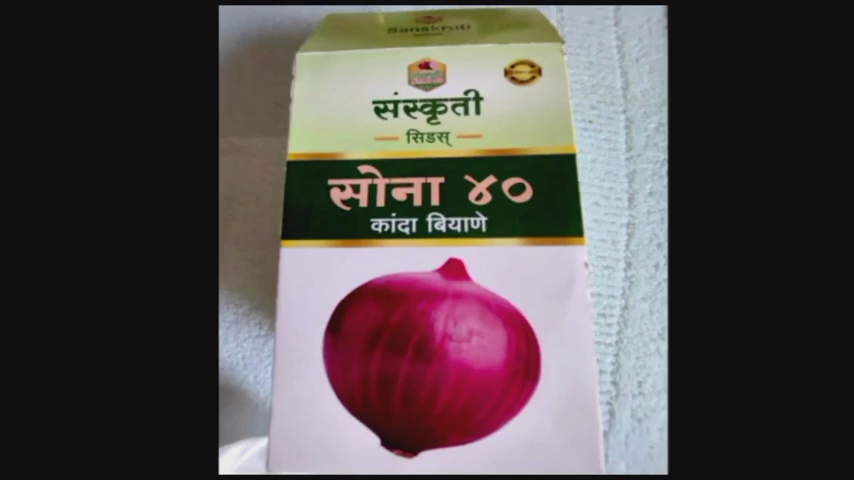 Sanskruti
संस्कृती
सिडस्
सोना ४०
कांदा बियाणे